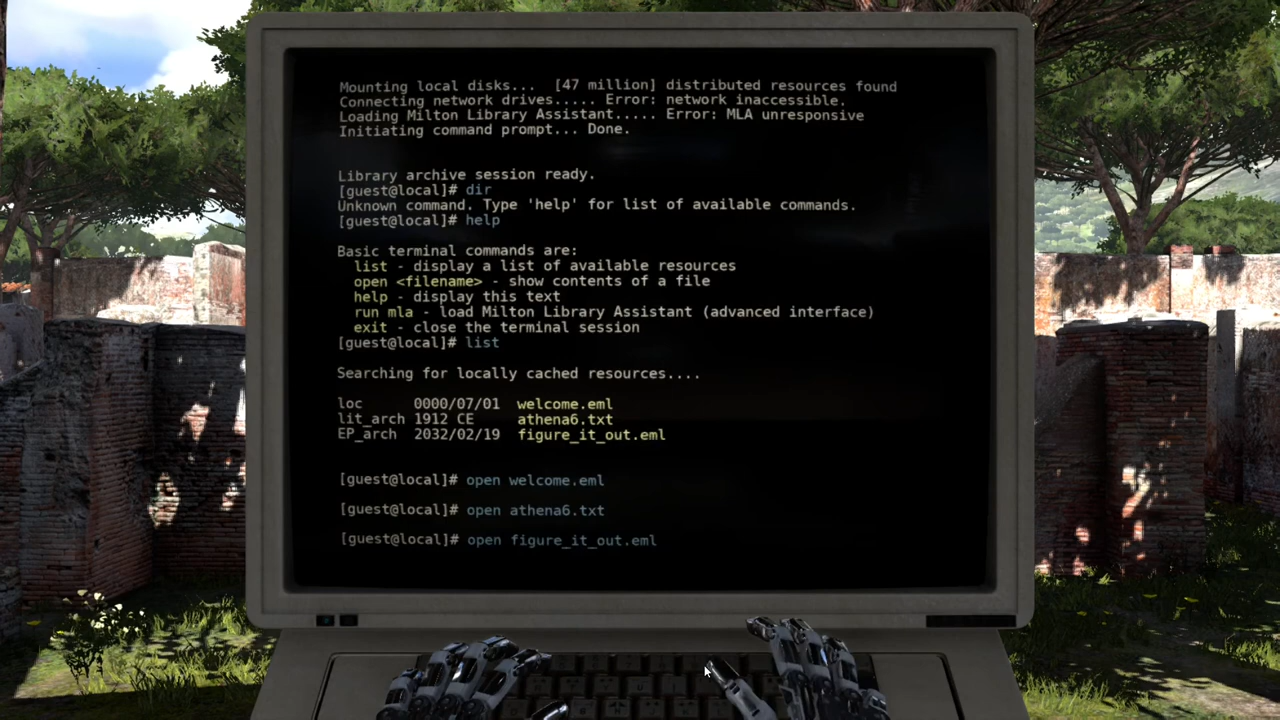 Mounting local disks... [47 million] distributed resources found
Connecting network drives..... Error: network inaccessible.
Loading Milton Library Assistant..... Error: MLA unresponsive
Initiating command prompt... Done.
Library archive session ready.
[guest@local]# dir
Unknown command. Type 'help' for list of available commands.
[guest@local]# help
Basic terminal commands are:
list - display a list of available resources
open <filename> - show contents of a file
help - display this text
run mla - load Milton Library Assistant (advanced interface)
exit - close the terminal session
[guest@local]# list
Searching for locally cached resources....
loc 0000/07/01 welcome.eml
lit_arch 1912 CE athena6.txt
EP_arch 2032/02/19 figure_it_out.eml
[guest@local]# open welcome.eml
[guest@local]# open athena6.txt
[guest@local]# open figure_it_out.eml